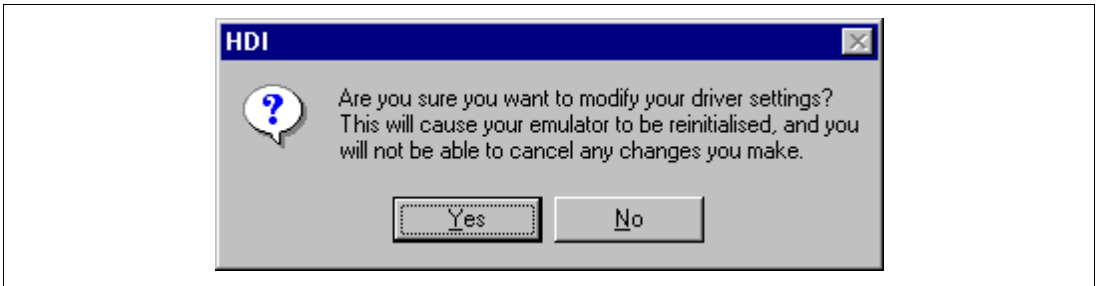 HDI
Are you sure you want to modify your driver settings?
This will cause your emulator to be reinitialised, and you
will not be able to cancel any changes you make.
Yes
No